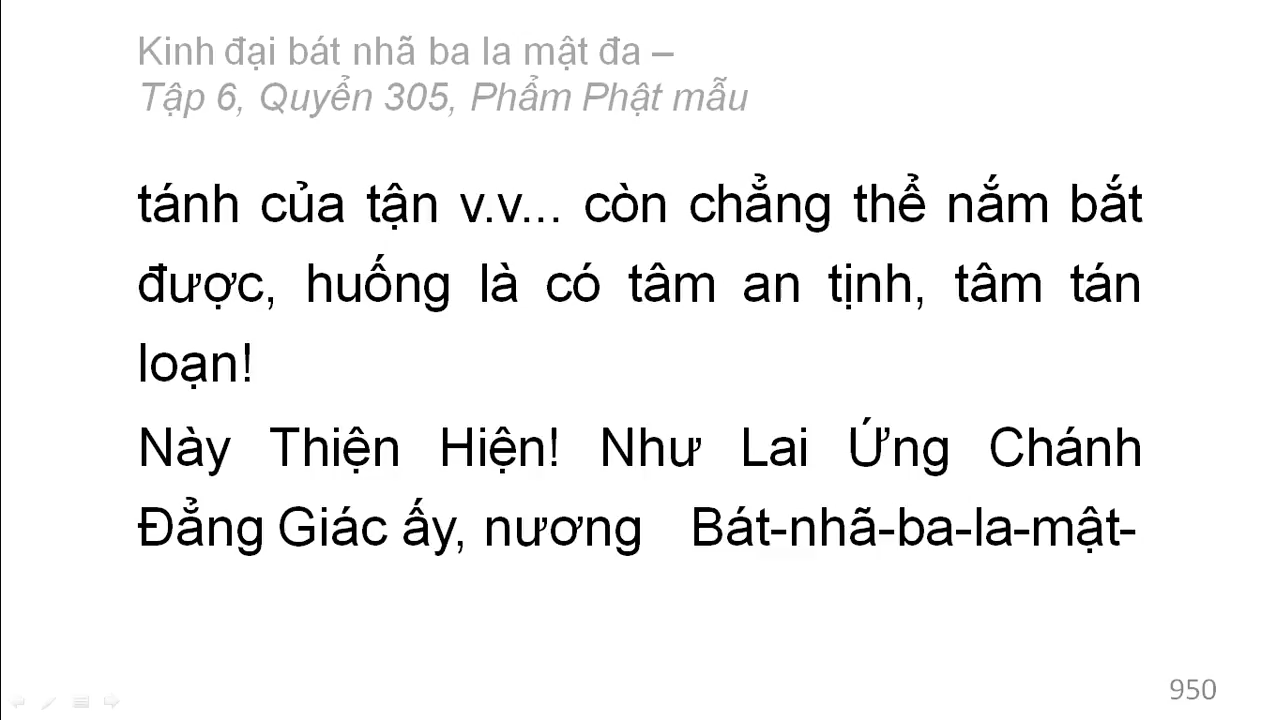 Kinh đại bát nhã ba la mật đa –
Tập 6, Quyển 305, Phẩm Phật mẫu
tánh của tận v.v... còn chẳng thể nắm bắt
được, huống là có tâm an tịnh, tâm tán
loạn!
Này Thiện Hiện! Như Lai Ứng Chánh
Đẳng Giác ấy, nương Bát-nhã-ba-la-mật-
950